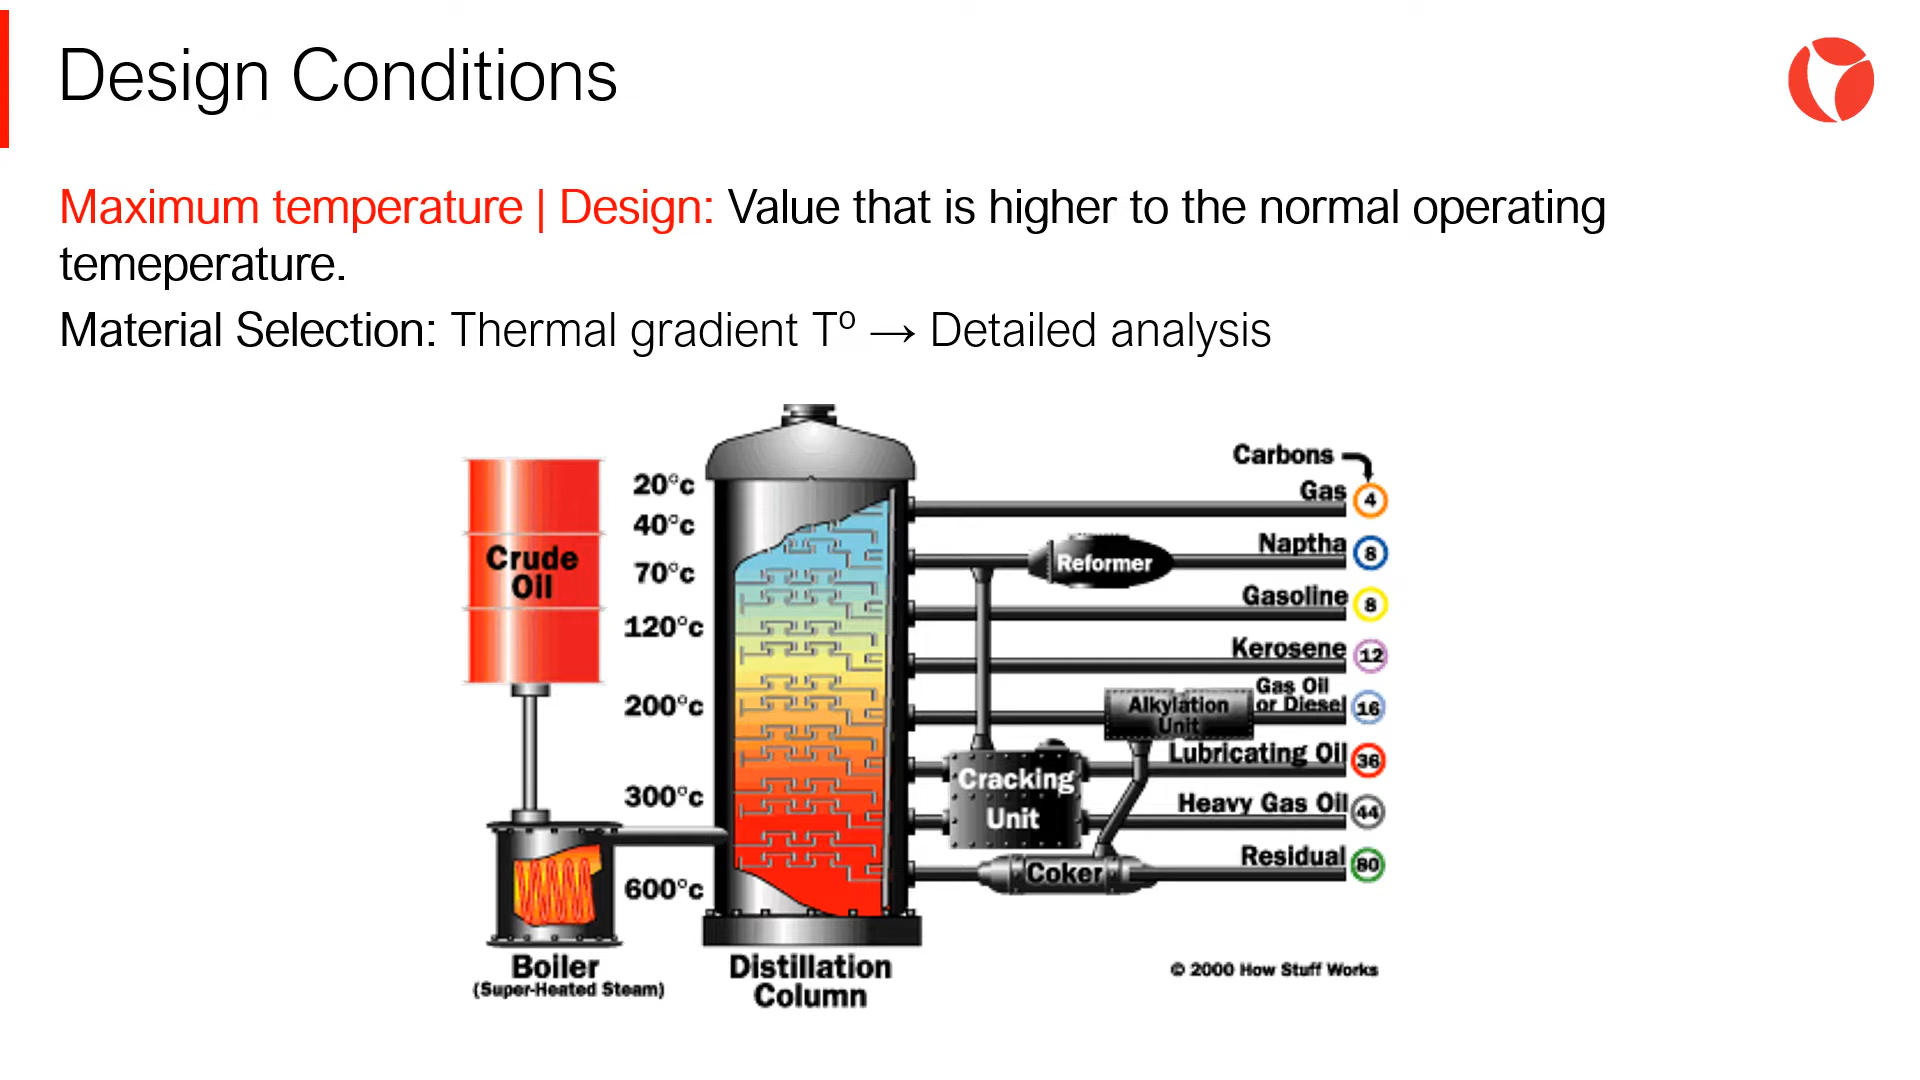 Design Conditions
Maximum temperature | Design: Value that is higher to the normal operating
temeperature.
Material Selection: Thermal gradient Tº → Detailed analysis
Carbons
20°c
Gas 4
40°c
Naptha 8
Crude
Oil
Reformer
70°c
Gasoline 8
120°c
Kerosene 12
Gas Oil
or Diesel 16
200°c
Alkylation
Unit
Lubricating Oil 36
Cracking
Unit
300°c
Heavy Gas Oil 44
Residual 80
Coker
600°c
Boiler
(Super-Heated Steam)
Distillation
Column
© 2000 How Stuff Works